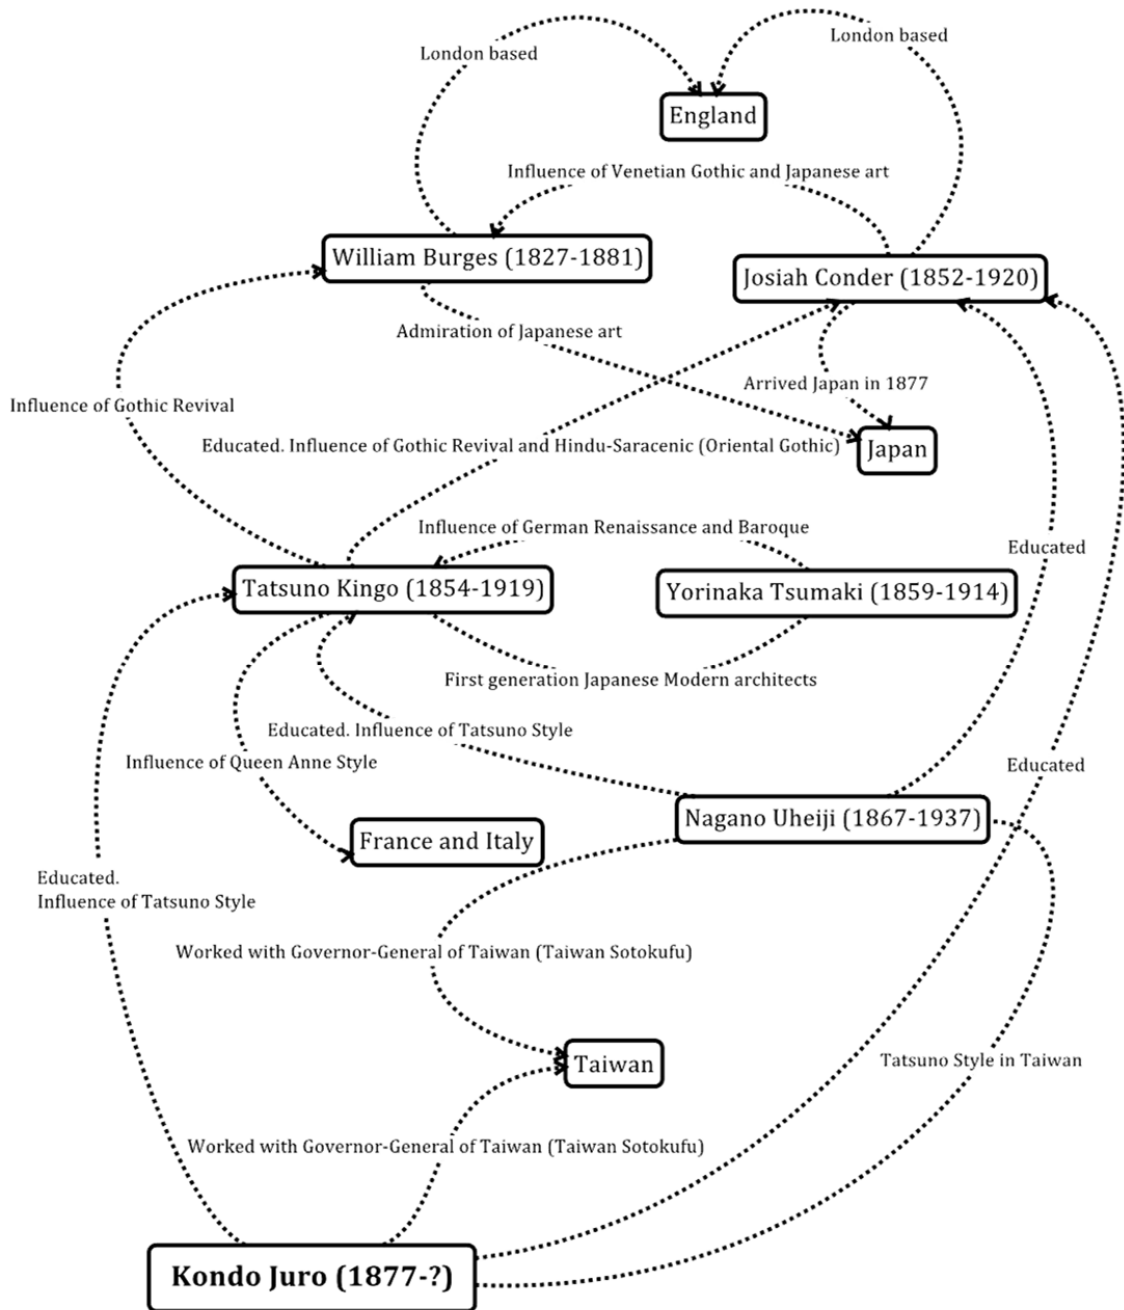 London based
London based
England
Influence of Venetian Gothic and Japanese art
William Burges (1827-1881)
Josiah Conder (1852-1920)
Admiration of Japanese art
Arrived Japan in 1877
Influence of Gothic Revival
Educated. Influence of Gothic Revival and Hindu-Saracenic (Oriental Gothic)
Japan
Influence of German Renaissance and Baroque
Educated
Tatsuno Kingo (1854-1919)
Yorinaka Tsumaki (1859-1914)
First generation Japanese Modern architects
Educated. Influence of Tatsuno Style
Influence of Queen Anne Style
Educated
Nagano Uheiji (1867-1937)
France and Italy
Educated.
Influence of Tatsuno Style
Worked with Governor-General of Taiwan (Taiwan Sotokufu)
Taiwan
Tatsuno Style in Taiwan
Worked with Governor-General of Taiwan (Taiwan Sotokufu)
Kondo Juro (1877-?)